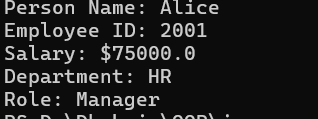 Person Name: Alice
Employee ID: 2001
Salary: $75000.0
Department: HR
Role: Manager